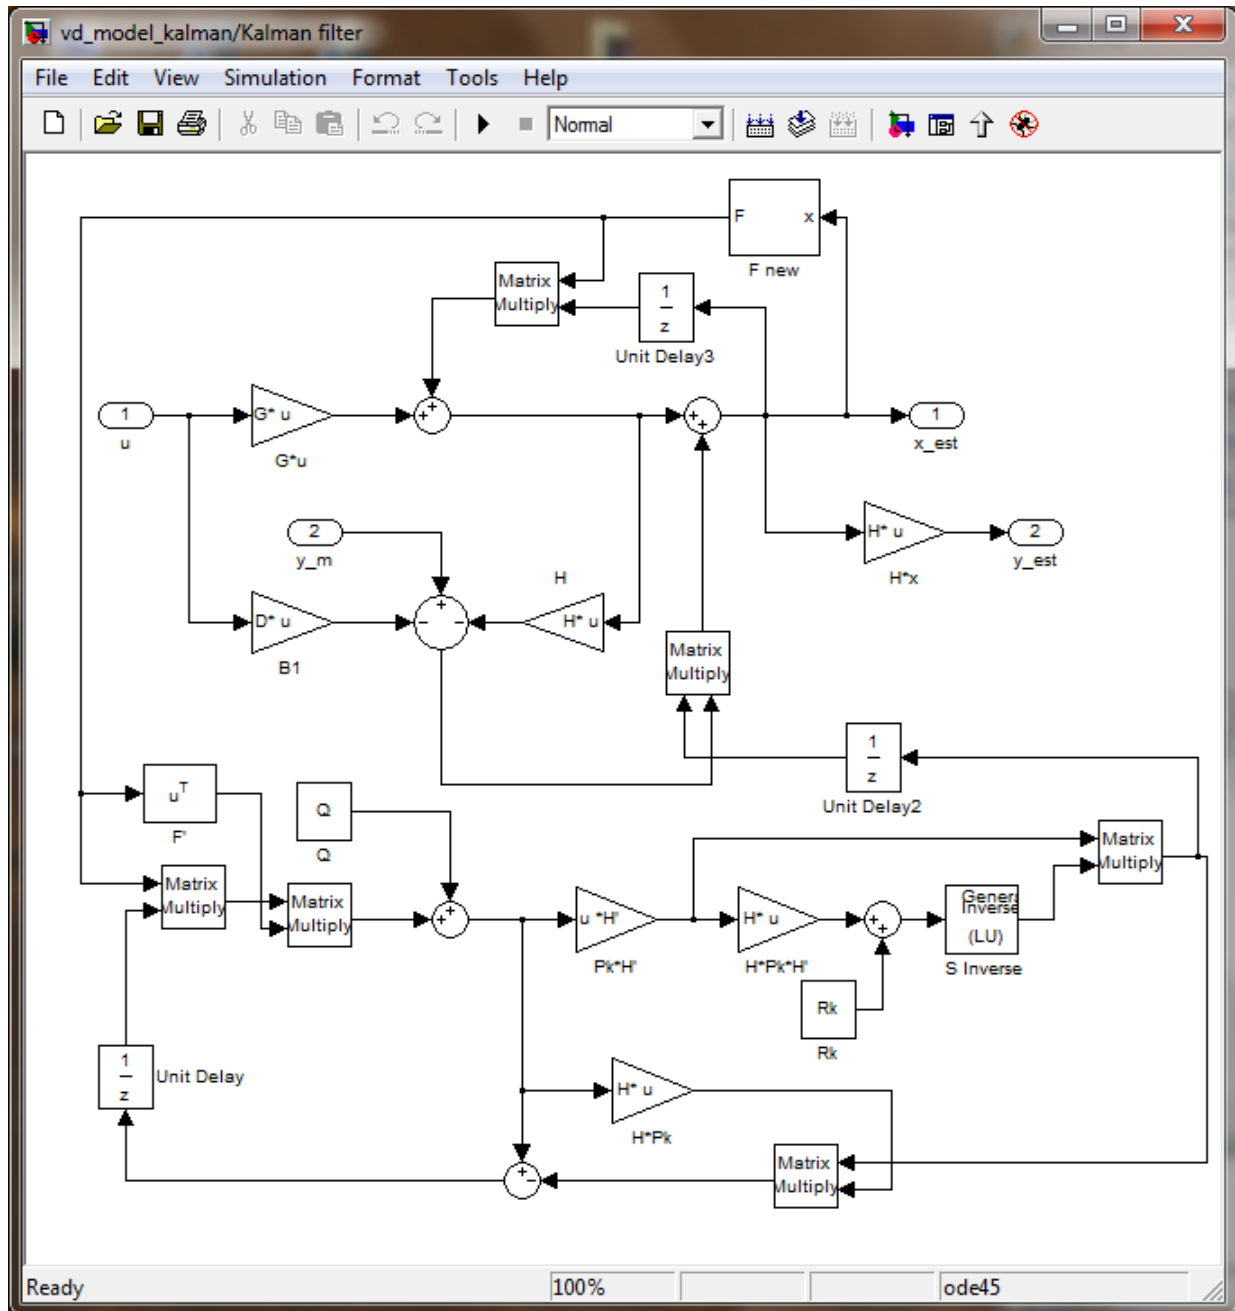 vd_model_kalman/Kalman filter
File Edit View Simulation Format Tools Help
Normal
F x
F new
Matrix
Multiply
1
z
Unit Delay3
1
u
G* u
G*u
1
x_est
2
y_m
H* u
H*x
2
y_est
D* u
B1
H
H* u
Matrix
Multiply
1
z
Unit Delay2
uT
F'
Q
Q
Matrix
Multiply
Matrix
Multiply
u *H'
Pk*H'
H* u
H*Pk*H'
Genera
Inverse
(LU)
S Inverse
Matrix
Multiply
Rk
Rk
1
z
Unit Delay
H* u
H*Pk
Matrix
Multiply
Ready 100% ode45